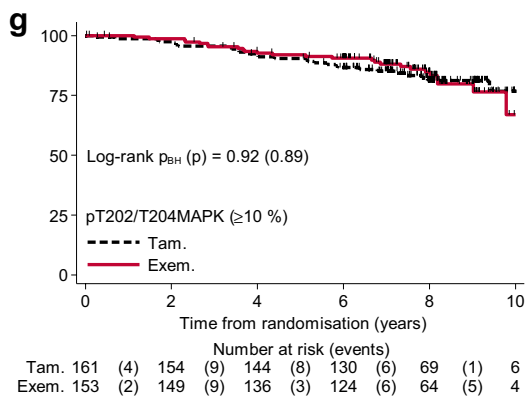 g
100
75
50
25
0
Log-rank pBH (p) = 0.92 (0.89)
pT202/T204MAPK (≥10 %)
Tam.
Exem.
0 2 4 6 8 10
Time from randomisation (years)
Number at risk (events)
Tam. 161 (4) 154 (9) 144 (8) 130 (6) 69 (1) 6
Exem. 153 (2) 149 (9) 136 (3) 124 (6) 64 (5) 4